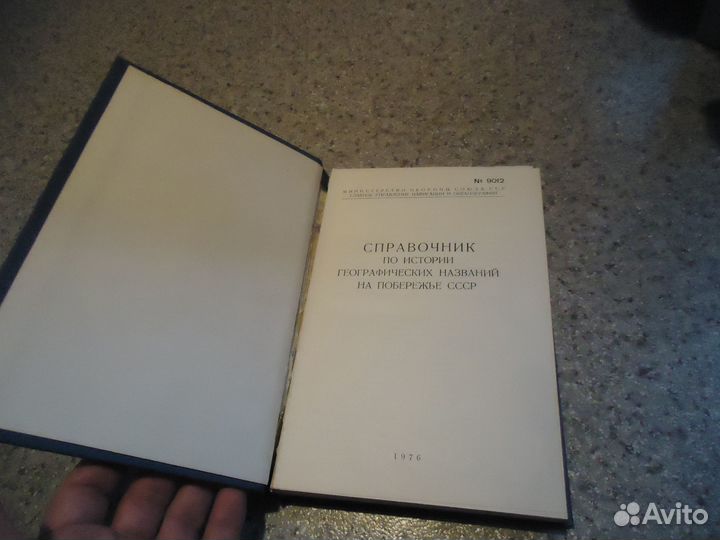 № 9012
МИНИСТЕРСТВО ОБОРОНЫ СОЮЗА ССР
ГЛАВНОЕ УПРАВЛЕНИЕ НАВИГАЦИИ И ОКЕАНОГРАФИИ
СПРАВОЧНИК
ПО ИСТОРИИ
ГЕОГРАФИЧЕСКИХ НАЗВАНИЙ
НА ПОБЕРЕЖЬЕ СССР
1976
Avito